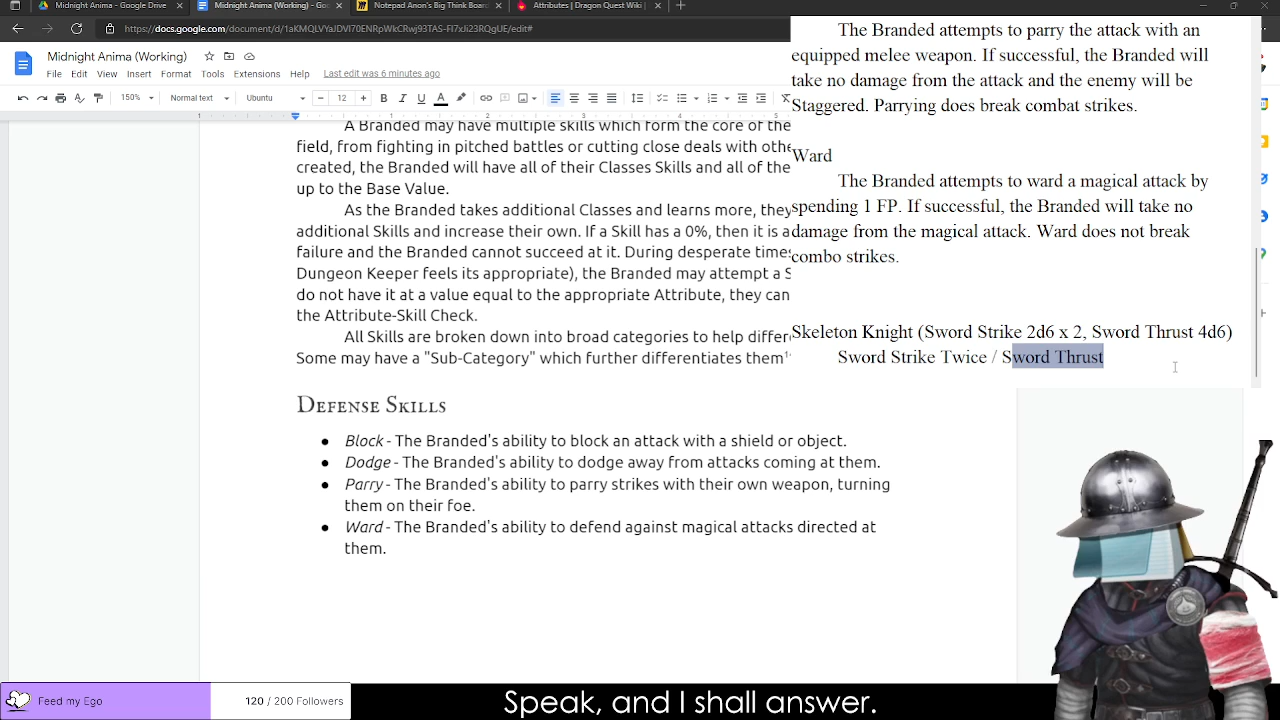 Midnight Anima - Google Drive
Midnight Anima (Working) - Goo
Notepad Anon's Big Think Board
Attributes | Dragon Quest Wiki
https://docs.google.com/document/d/1aKMQLVYaJDVl70ENRpWkCRwj93TAS-FI7xJi23RQgUE/edit#
Midnight Anima (Working)
File Edit View Insert Format Tools Extensions Help Last edit was 6 minutes ago
150% Normal text Ubuntu 12
A Branded may have multiple skills which form the core of the
field, from fighting in pitched battles or cutting close deals with othe
created, the Branded will have all of their Classes Skills and all of the
up to the Base Value.
As the Branded takes additional Classes and learns more, they
additional Skills and increase their own. If a Skill has a 0%, then it is a
failure and the Branded cannot succeed at it. During desperate times
Dungeon Keeper feels its appropriate), the Branded may attempt a S
do not have it at a value equal to the appropriate Attribute, they can
the Attribute-Skill Check.
All Skills are broken down into broad categories to help differ
Some may have a "Sub-Category" which further differentiates them
Defense Skills
● Block - The Branded's ability to block an attack with a shield or object.
● Dodge - The Branded's ability to dodge away from attacks coming at them.
● Parry - The Branded's ability to parry strikes with their own weapon, turning
them on their foe.
● Ward - The Branded's ability to defend against magical attacks directed at
them.
The Branded attempts to parry the attack with an
equipped melee weapon. If successful, the Branded will
take no damage from the attack and the enemy will be
Staggered. Parrying does break combat strikes.
Ward
The Branded attempts to ward a magical attack by
spending 1 FP. If successful, the Branded will take no
damage from the magical attack. Ward does not break
combo strikes.
Skeleton Knight (Sword Strike 2d6 x 2, Sword Thrust 4d6)
Sword Strike Twice / Sword Thrust
Feed my Ego
120 / 200 Followers
Speak, and I shall answer.